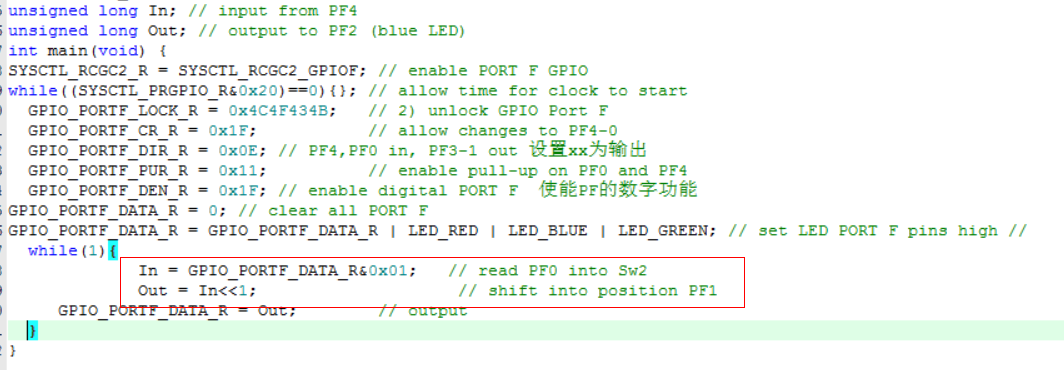 unsigned long In; // input from PF4
unsigned long Out; // output to PF2 (blue LED)
int main(void) {
SYSCTL_RCGC2_R = SYSCTL_RCGC2_GPIOF; // enable PORT F GPIO
while((SYSCTL_PRGPIO_R&0x20)==0){}; // allow time for clock to start
GPIO_PORTF_LOCK_R = 0x4C4F434B; // 2) unlock GPIO Port F
GPIO_PORTF_CR_R = 0x1F; // allow changes to PF4-0
GPIO_PORTF_DIR_R = 0x0E; // PF4,PF0 in, PF3-1 out 设置xx为输出
GPIO_PORTF_PUR_R = 0x11; // enable pull-up on PF0 and PF4
GPIO_PORTF_DEN_R = 0x1F; // enable digital PORT F 使能PF的数字功能
GPIO_PORTF_DATA_R = 0; // clear all PORT F
GPIO_PORTF_DATA_R = GPIO_PORTF_DATA_R | LED_RED | LED_BLUE | LED_GREEN; // set LED PORT F pins high //
while(1){
In = GPIO_PORTF_DATA_R&0x01; // read PF0 into Sw2
Out = In<<1; // shift into position PF1
GPIO_PORTF_DATA_R = Out; // output
}
}